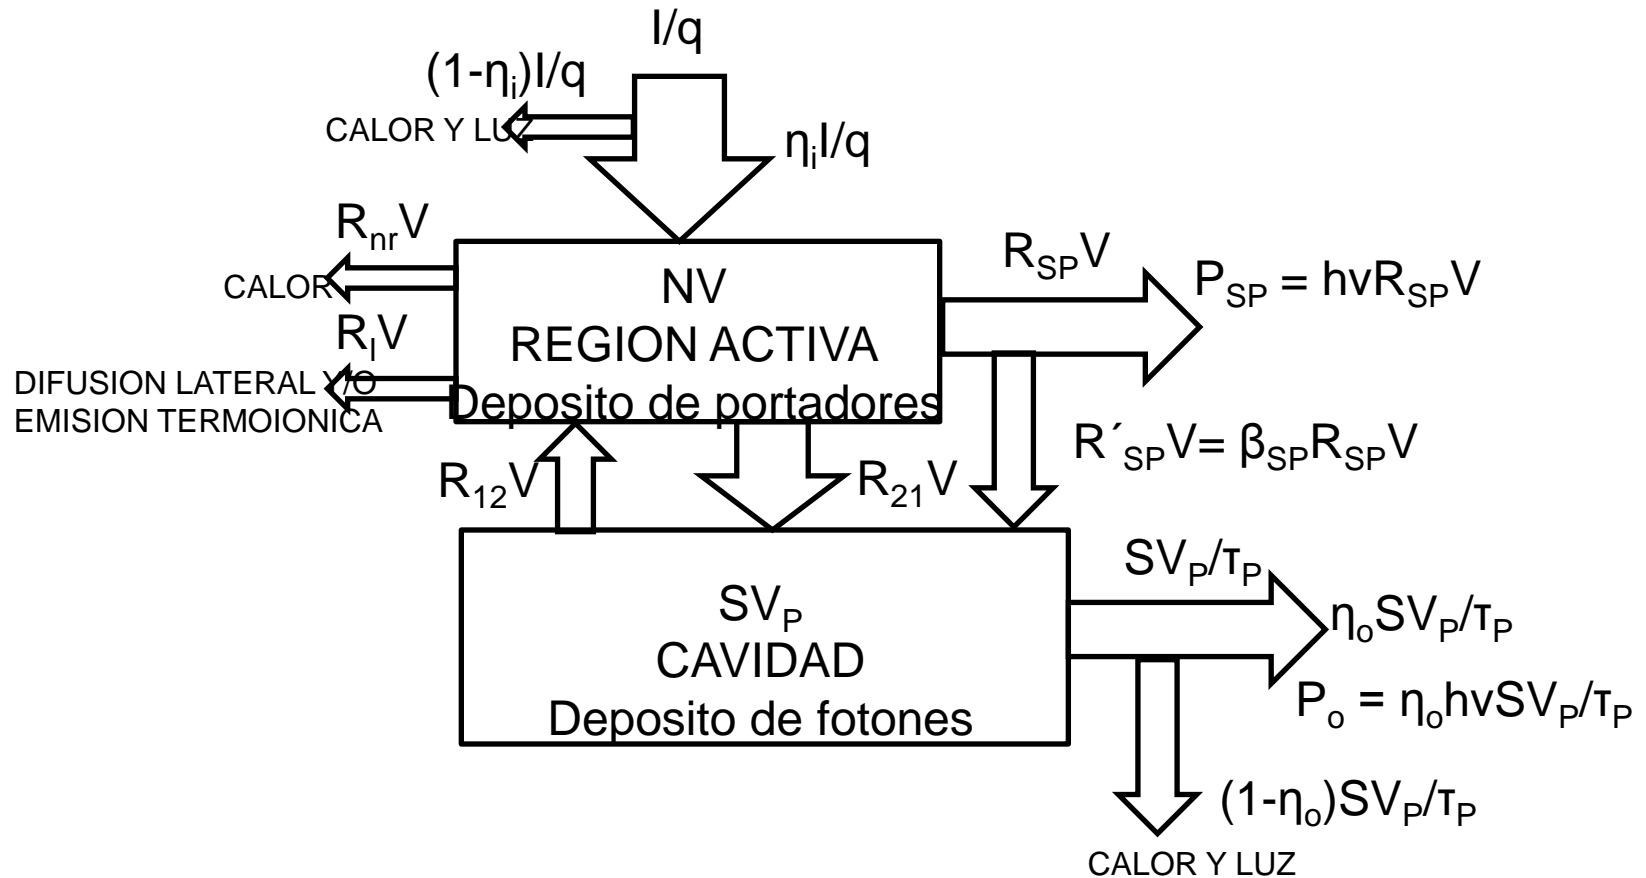 I/q
(1-ηi)I/q
CALOR Y LUZ
ηiI/q
RnrV
CALOR
RlV
DIFUSION LATERAL Y/O
EMISION TERMOIONICA
NV
REGION ACTIVA
Deposito de portadores
RSPV
PSP = hvRSPV
R´SPV= βSPRSPV
R12V
R21V
SVP
CAVIDAD
Deposito de fotones
SVP/τP
ηoSVP/τP
Po = ηohvSVP/τP
(1-ηo)SVP/τP
CALOR Y LUZ